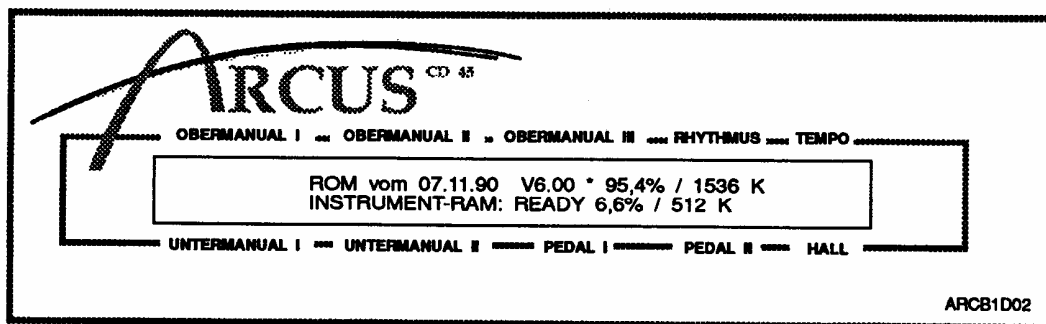 ARCUS CD 45
OBERMANUAL I OBERMANUAL II OBERMANUAL III RHYTHMUS TEMPO
ROM vom 07.11.90 V6.00 * 95,4% / 1536 K
INSTRUMENT-RAM: READY 6,6% / 512 K
UNTERMANUAL I UNTERMANUAL II PEDAL I PEDAL II HALL
ARCB1D02